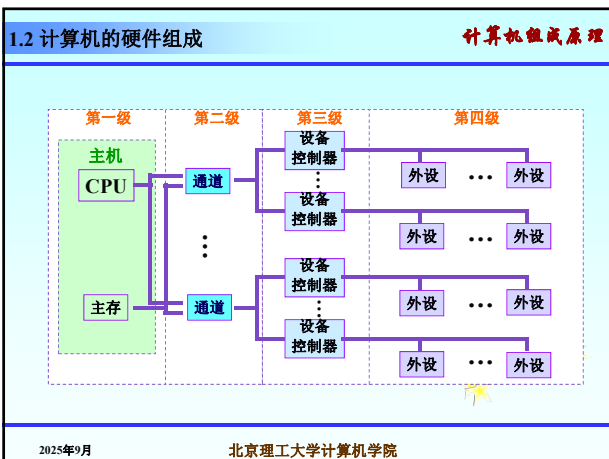 1.2 计算机的硬件组成
计算机组成原理
第一级 第二级 第三级 第四级
主机
CPU
主存
通道
通道
设备
控制器
设备
控制器
设备
控制器
设备
控制器
外设 外设
外设 外设
外设 外设
外设 外设
2025年9月
北京理工大学计算机学院